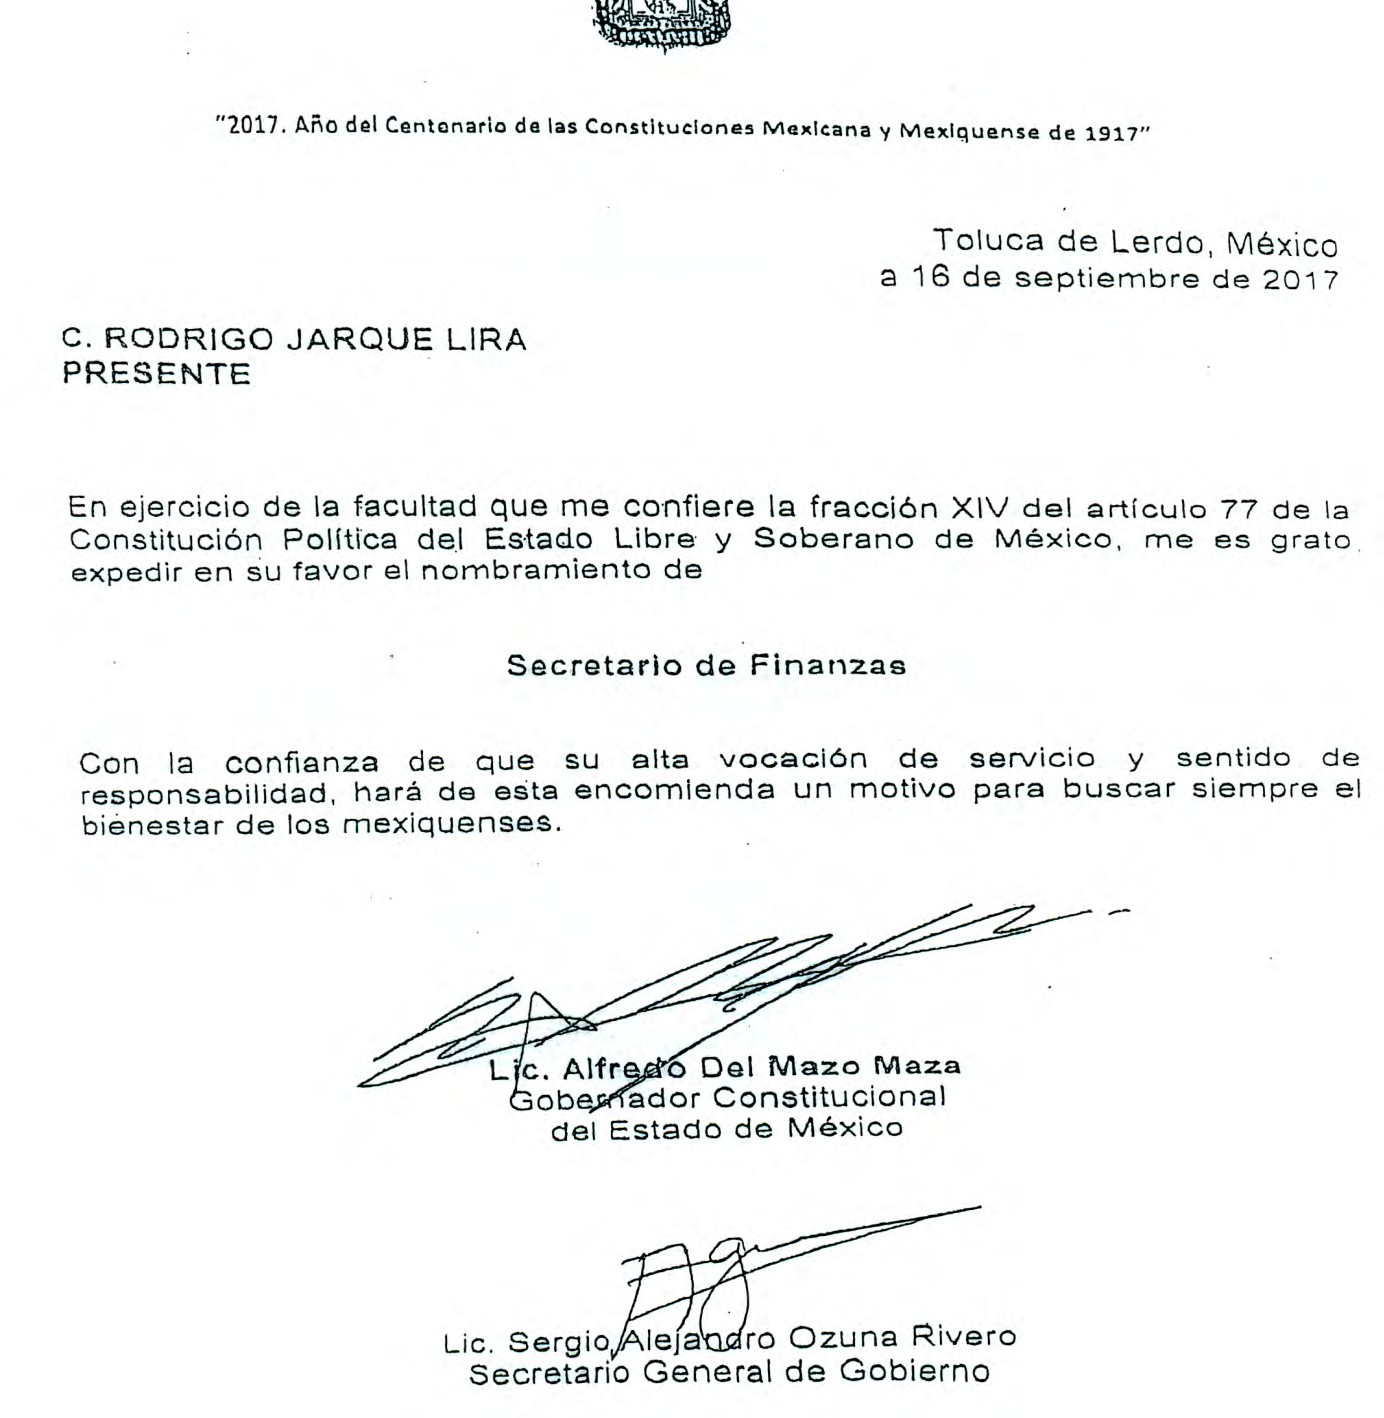 "2017. Año del Centenario de las Constituciones Mexicana y Mexiquense de 1917"
Toluca de Lerdo, México
a 16 de septiembre de 2017
C. RODRIGO JARQUE LIRA
PRESENTE
En ejercicio de la facultad que me confiere la fracción XIV del artículo 77 de la
Constitución Política del Estado Libre y Soberano de México, me es grato
expedir en su favor el nombramiento de
Secretario de Finanzas
Con la confianza de que su alta vocación de servicio y sentido de
responsabilidad, hará de esta encomienda un motivo para buscar siempre el
bienestar de los mexiquenses.
Lic. Alfredo Del Mazo Maza
Gobernador Constitucional
del Estado de México
Lic. Sergio Alejandro Ozuna Rivero
Secretario General de Gobierno